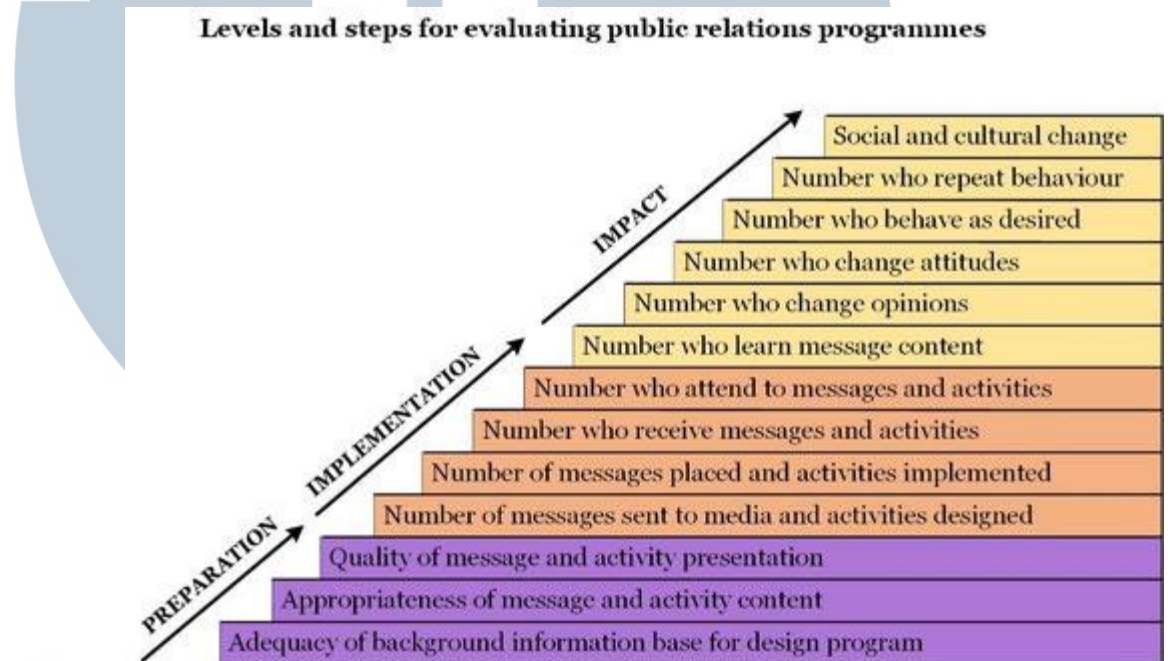 Levels and steps for evaluating public relations programmes
Social and cultural change
Number who repeat behaviour
Number who behave as desired
Number who change attitudes
Number who change opinions
Number who learn message content
Number who attend to messages and activities
Number who receive messages and activities
Number of messages placed and activities implemented
Number of messages sent to media and activities designed
Quality of message and activity presentation
Appropriateness of message and activity content
Adequacy of background information base for design program
IMPACT
IMPLEMENTATION
PREPARATION